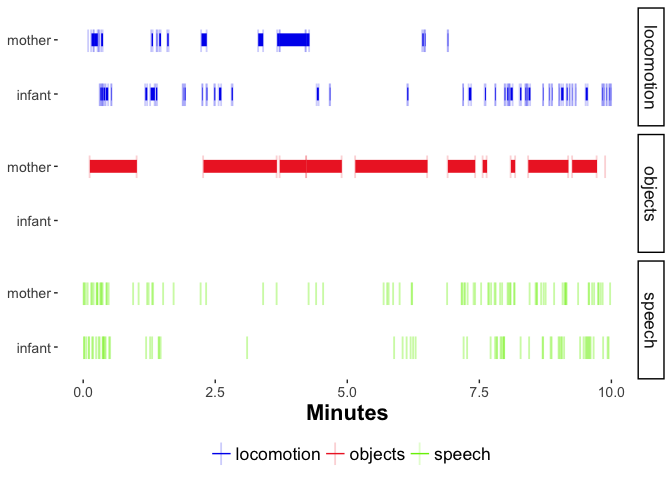 mother
infant
locomotion
mother
infant
objects
mother
infant
speech
0.0 2.5 5.0 7.5 10.0
Minutes
locomotion objects speech